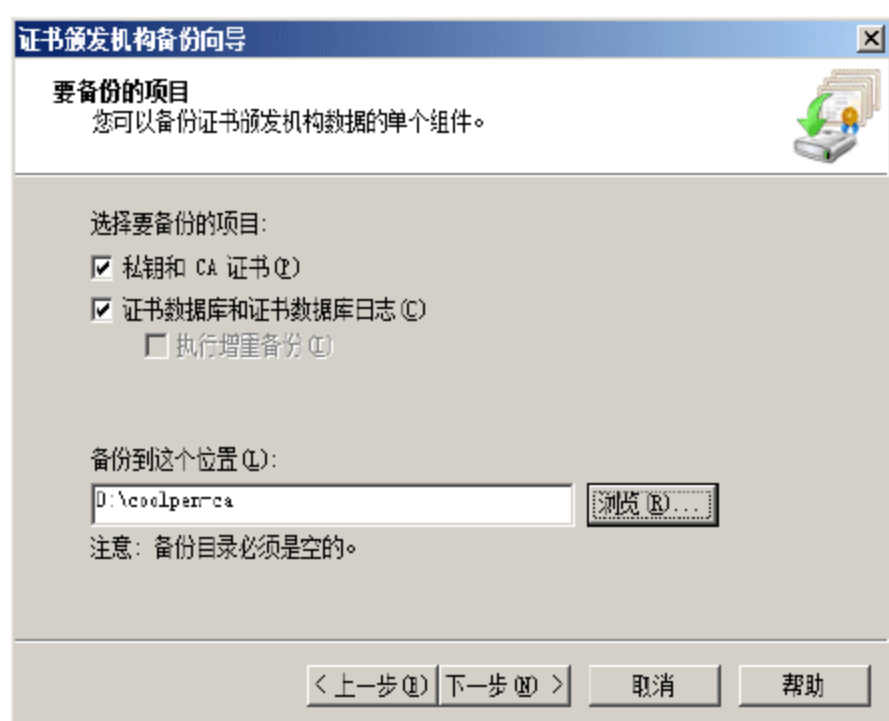 证书颁发机构备份向导
要备份的项目
您可以备份证书颁发机构数据的单个组件。
选择要备份的项目:
私钥和 CA 证书(P)
证书数据库和证书数据库日志(C)
执行增量备份(I)
备份到这个位置(L):
D:\coolpen-ca
浏览(R)...
注意: 备份目录必须是空的。
< 上一步(B) 下一步(N) > 取消 帮助